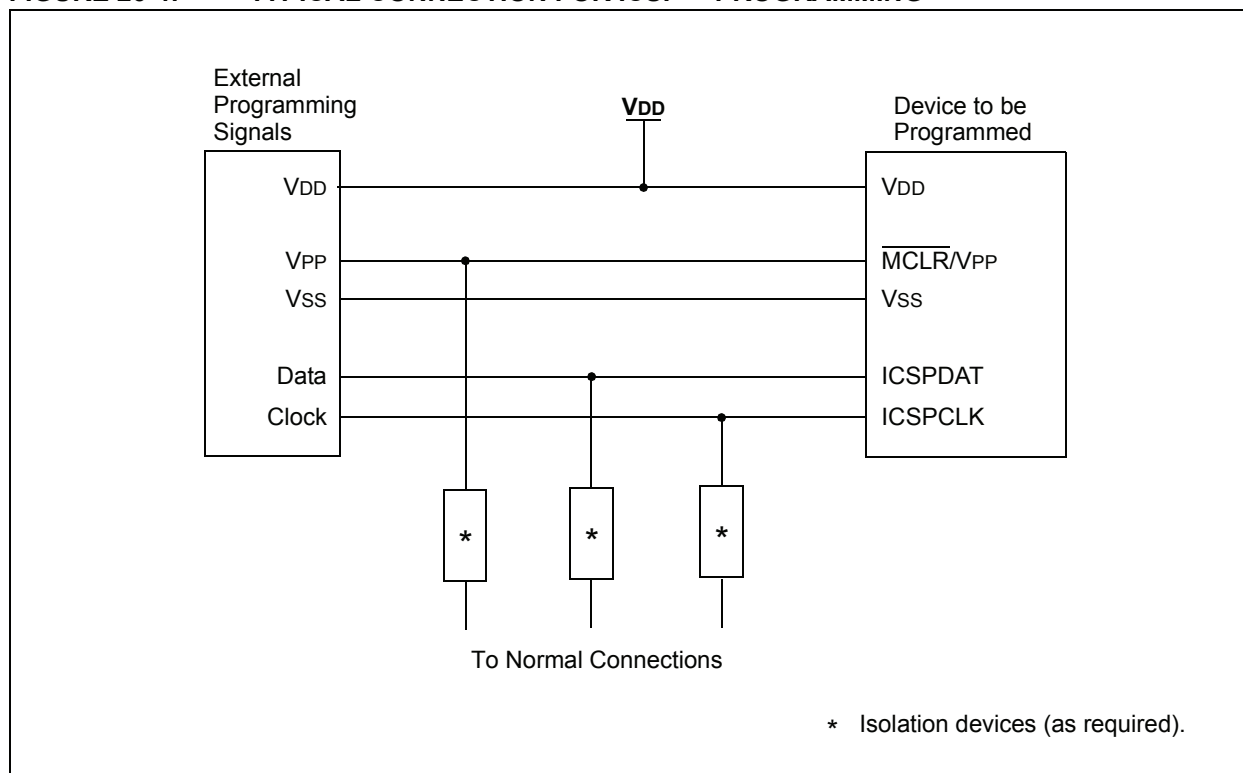 External
Programming
Signals
VDD
Device to be
Programmed
VDD
VDD
VPP
MCLR/VPP
VSS
VSS
Data
ICSPDAT
Clock
ICSPCLK
*
*
*
To Normal Connections
* Isolation devices (as required).